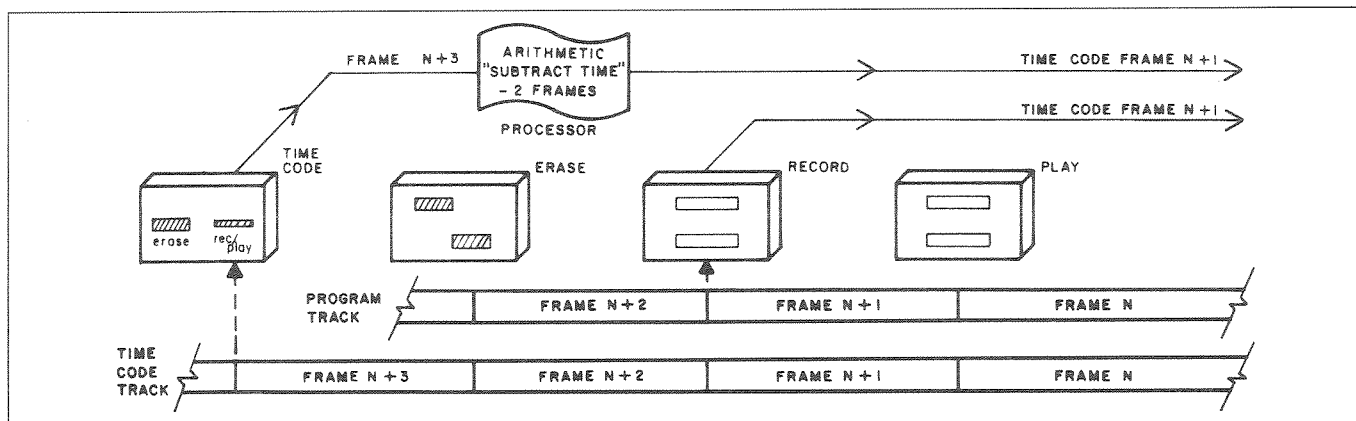 FRAME N+3
ARITHMETIC
"SUBTRACT TIME"
- 2 FRAMES
PROCESSOR
TIME CODE FRAME N+1
TIME CODE FRAME N+1
TIME
CODE
ERASE
RECORD
PLAY
erase
rec/
play
PROGRAM
TRACK
FRAME N+2
FRAME N+1
FRAME N
TIME
CODE
TRACK
FRAME N+3
FRAME N+2
FRAME N+1
FRAME N